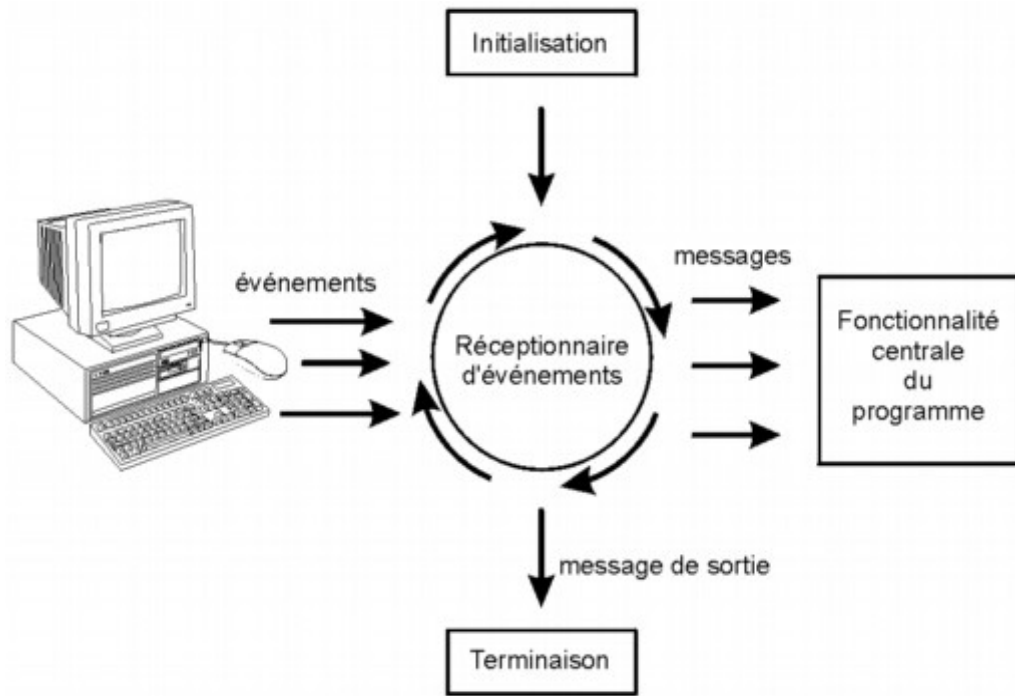 Initialisation
événements
messages
Réceptionnaire
d'événements
Fonctionnalité
centrale
du
programme
message de sortie
Terminaison